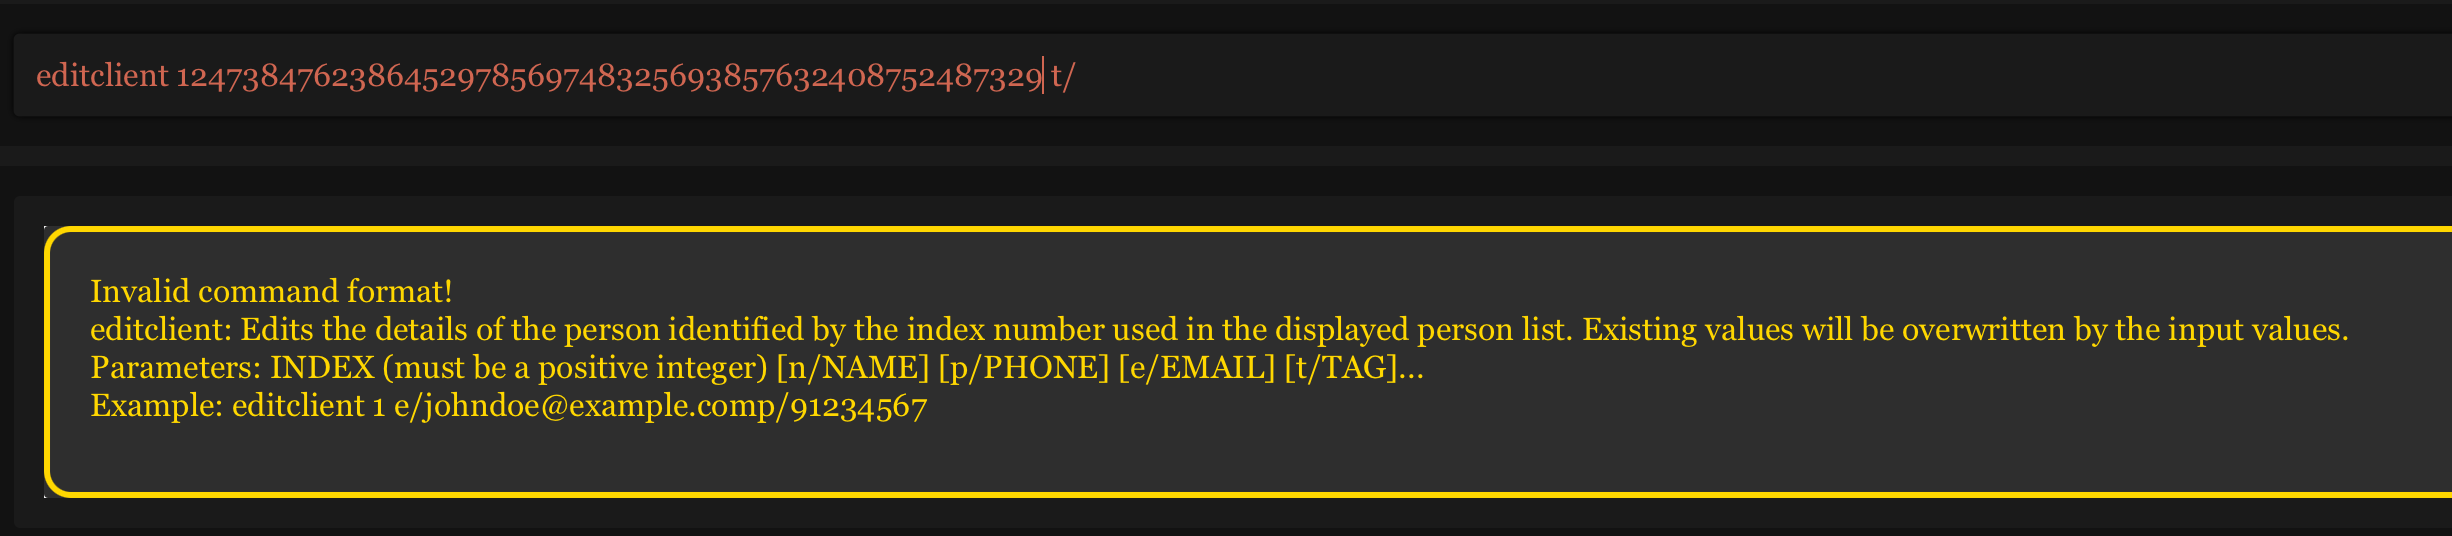 editclient 124738476238645297856974832569385763240875248​7329 t/
Invalid command format!
editclient: Edits the details of the person identified by the index number used in the displayed person list. Existing values will be overwritten by the input values.
Parameters: INDEX (must be a positive integer) [n/NAME] [p/PHONE] [e/EMAIL] [t/TAG]...
Example: editclient 1 e/johndoe@example.comp/91234567